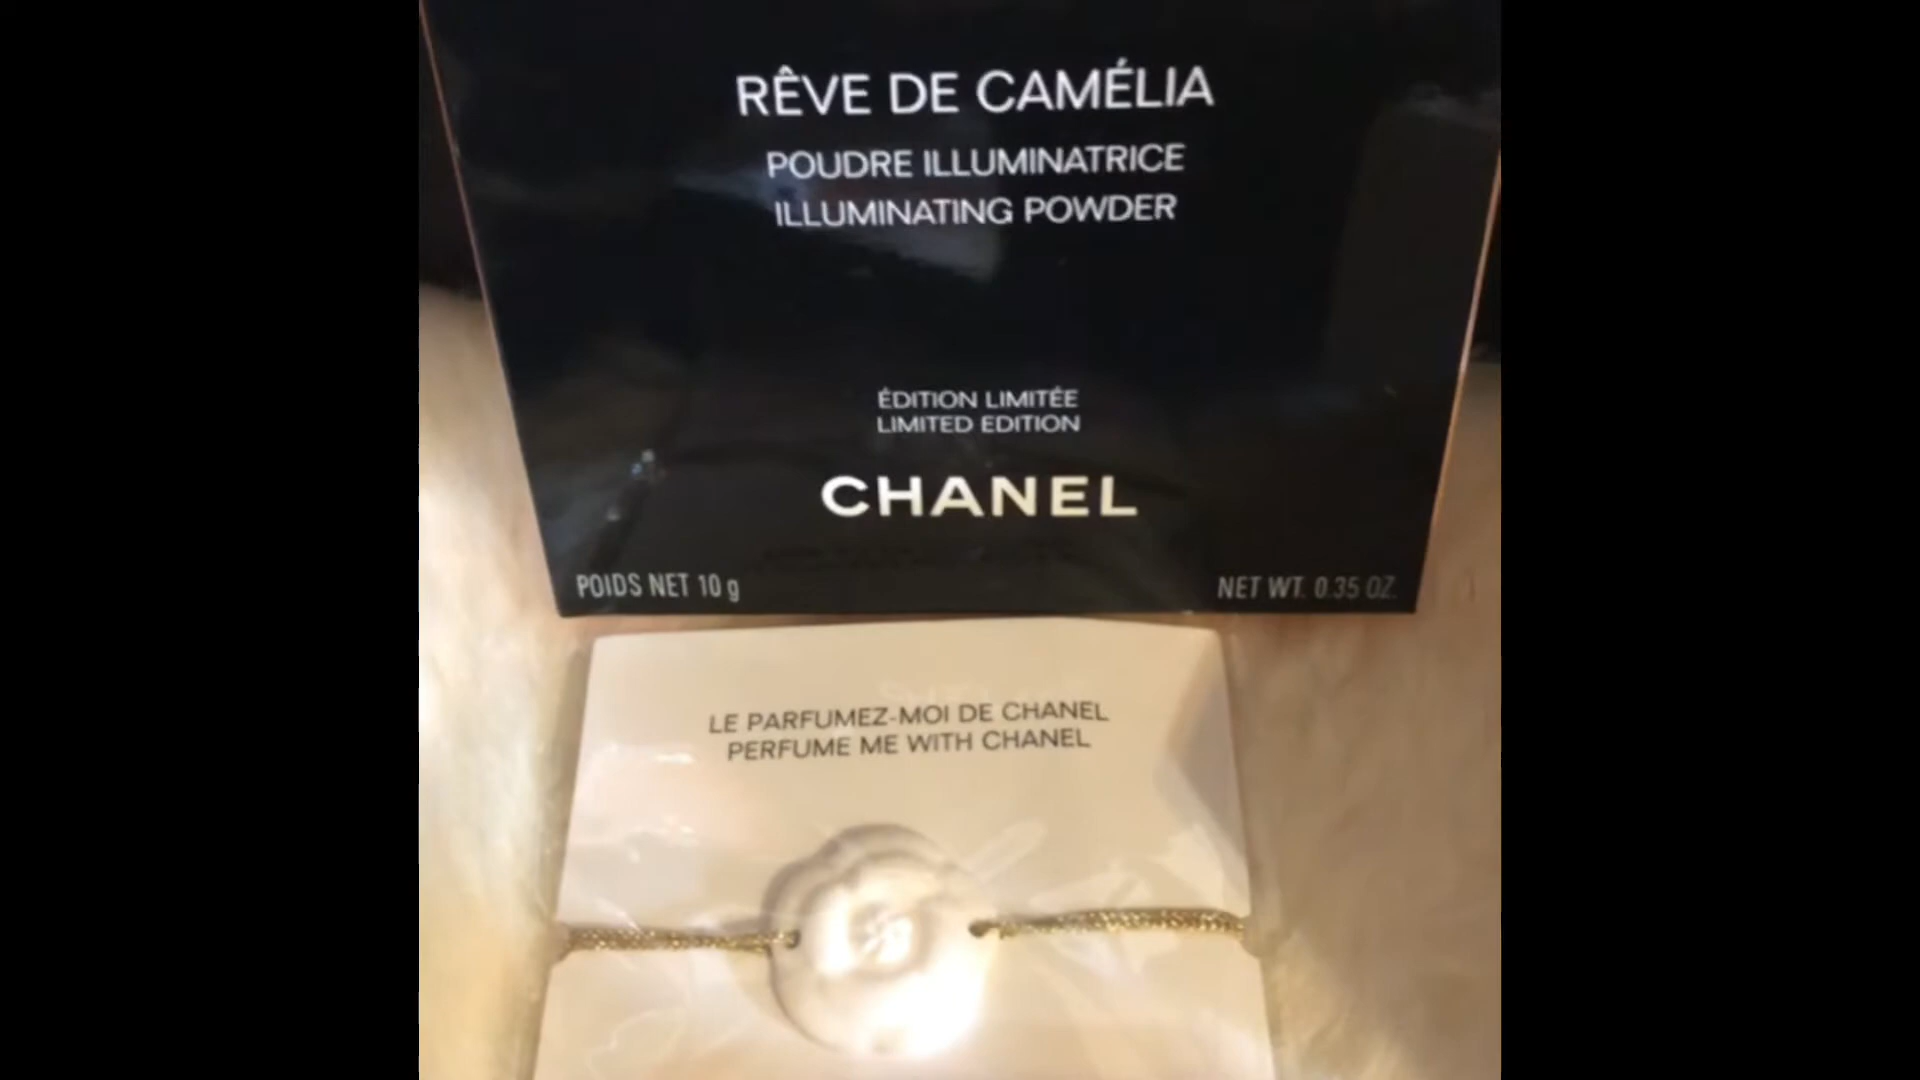 RÊVE DE CAMÉLIA
POUDRE ILLUMINATRICE
ILLUMINATING POWDER
ÉDITION LIMITÉE
LIMITED EDITION
CHANEL
POIDS NET 10 g
NET WT. 0.35 OZ.
LE PARFUMEZ-MOI DE CHANEL
PERFUME ME WITH CHANEL